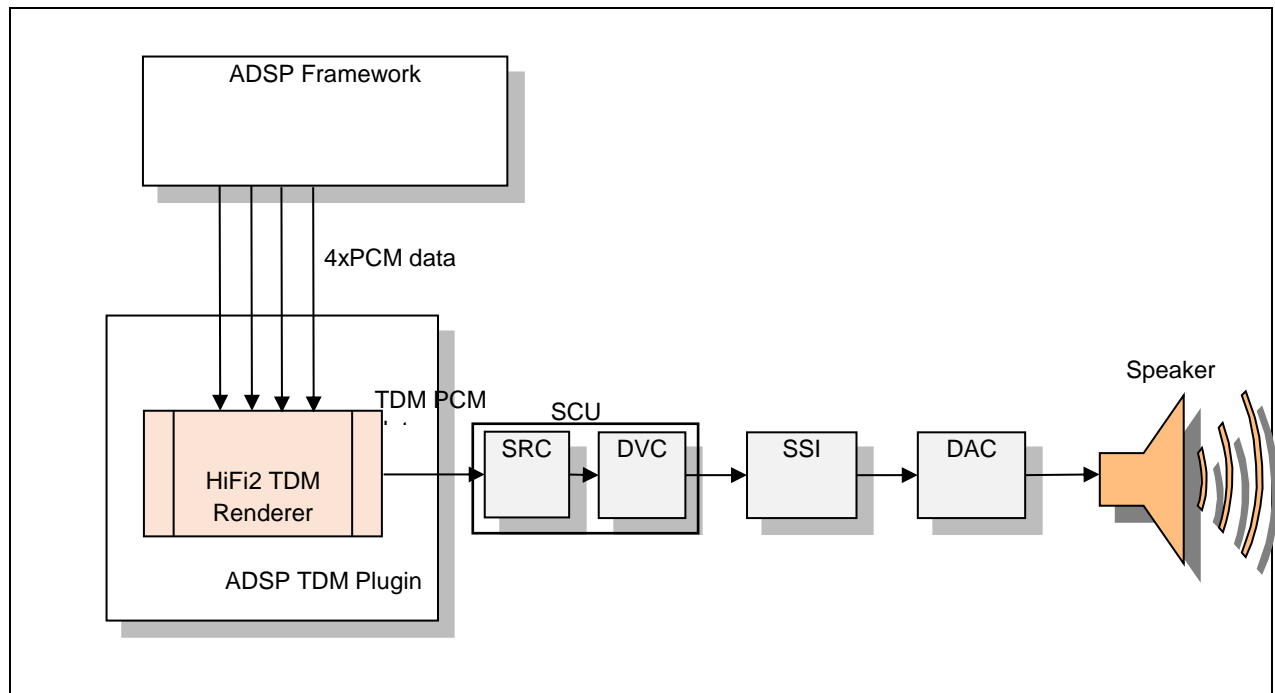 ADSP Framework
4xPCM data
Speaker
TDM PCM
SCU
SRC
DVC
SSI
DAC
HiFi2 TDM
Renderer
ADSP TDM Plugin